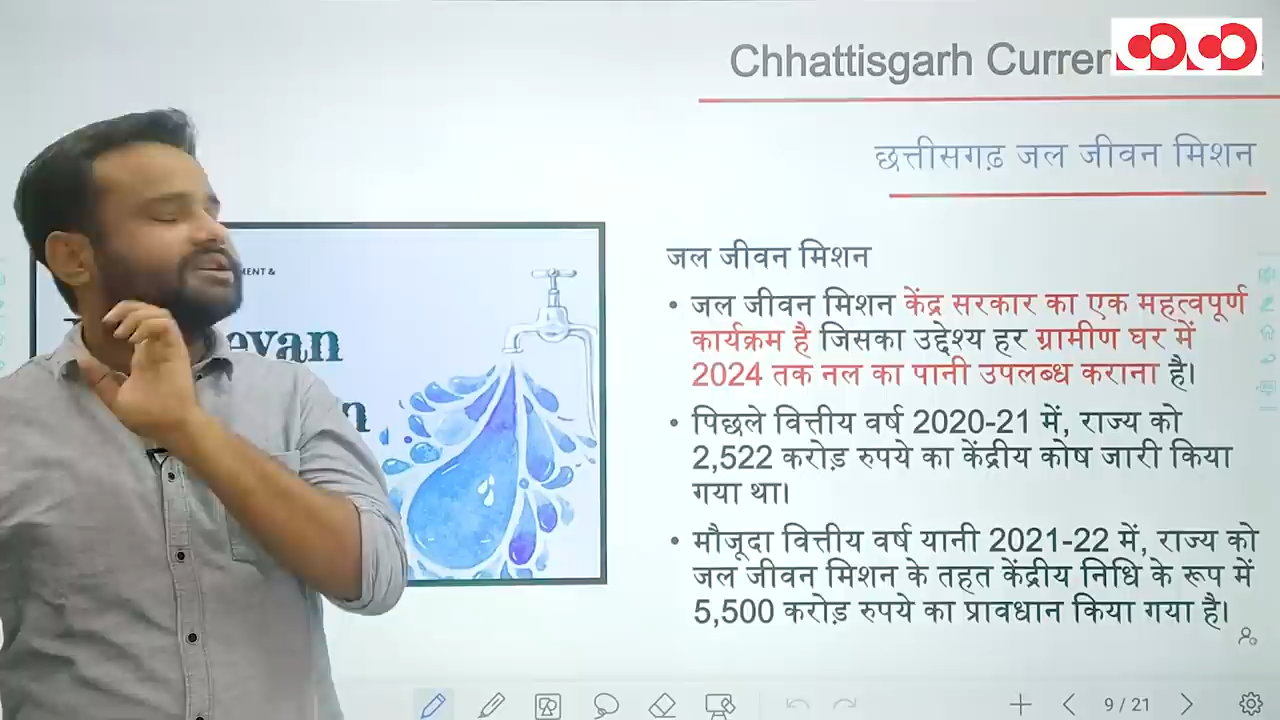 Chhattisgarh Curren
छत्तीसगढ़ जल जीवन मिशन
MENT &
evan
n
जल जीवन मिशन
• जल जीवन मिशन केंद्र सरकार का एक महत्वपूर्ण
कार्यक्रम है जिसका उद्देश्य हर ग्रामीण घर में
2024 तक नल का पानी उपलब्ध कराना है।
• पिछले वित्तीय वर्ष 2020-21 में, राज्य को
2,522 करोड़ रुपये का केंद्रीय कोष जारी किया
गया था।
• मौजूदा वित्तीय वर्ष यानी 2021-22 में, राज्य को
जल जीवन मिशन के तहत केंद्रीय निधि के रूप में
5,500 करोड़ रुपये का प्रावधान किया गया है।
9 / 21